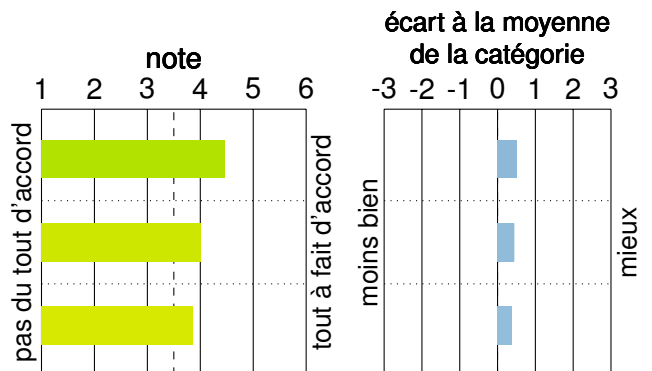 note
1 2 3 4 5 6
pas du tout d'accord
tout à fait d'accord
écart à la moyenne
de la catégorie
-3 -2 -1 0 1 2 3
moins bien
mieux